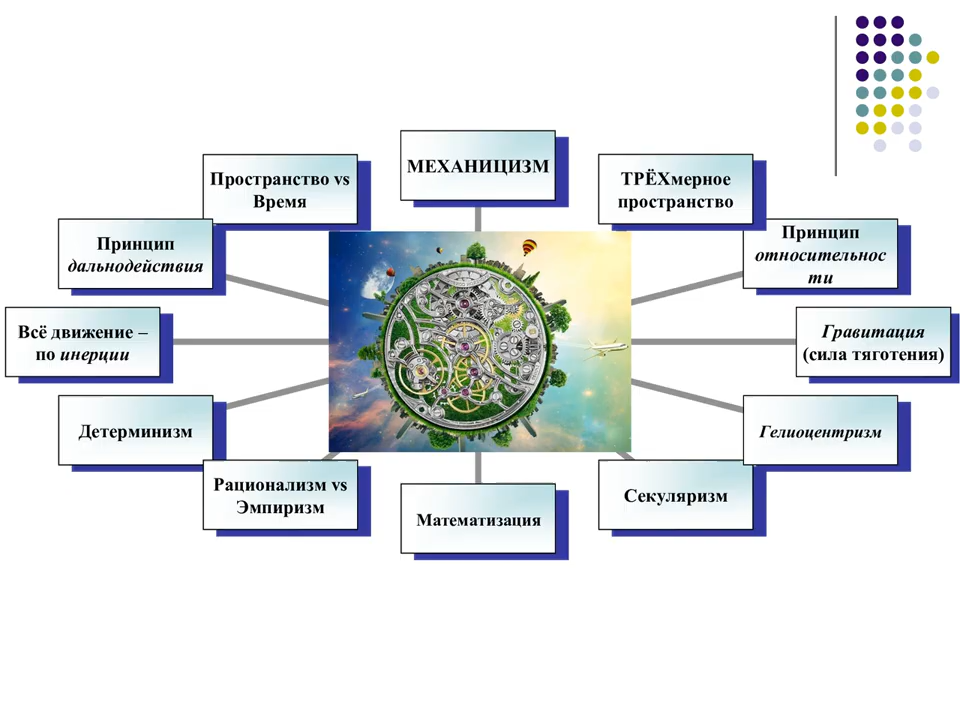 МЕХАНИЦИЗМ
ТРЁХмерное
пространство
Принцип
относительнос
ти
Гравитация
(сила тяготения)
Гелиоцентризм
Секуляризм
Математизация
Рационализм vs
Эмпиризм
Детерминизм
Всё движение –
по инерции
Принцип
дальнодействия
Пространство vs
Время